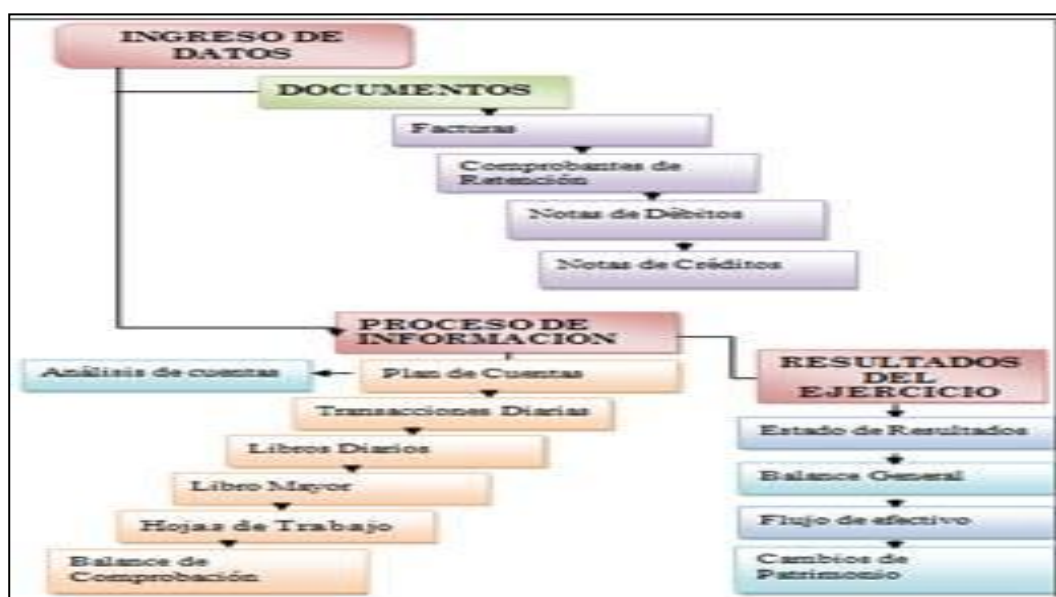 INGRESO DE
DATOS
DOCUMENTOS
Facturas
Comprobantes de
Retención
Notas de Débitos
Notas de Créditos
PROCESO DE
INFORMACION
Análisis de cuentas
Plan de Cuentas
Transacciones Diarias
Libros Diarios
Libro Mayor
Hojas de Trabajo
Balance de
Comprobación
RESULTADOS
DEL
EJERCICIO
Estado de Resultados
Balance General
Flujo de efectivo
Cambios de
Patrimonio